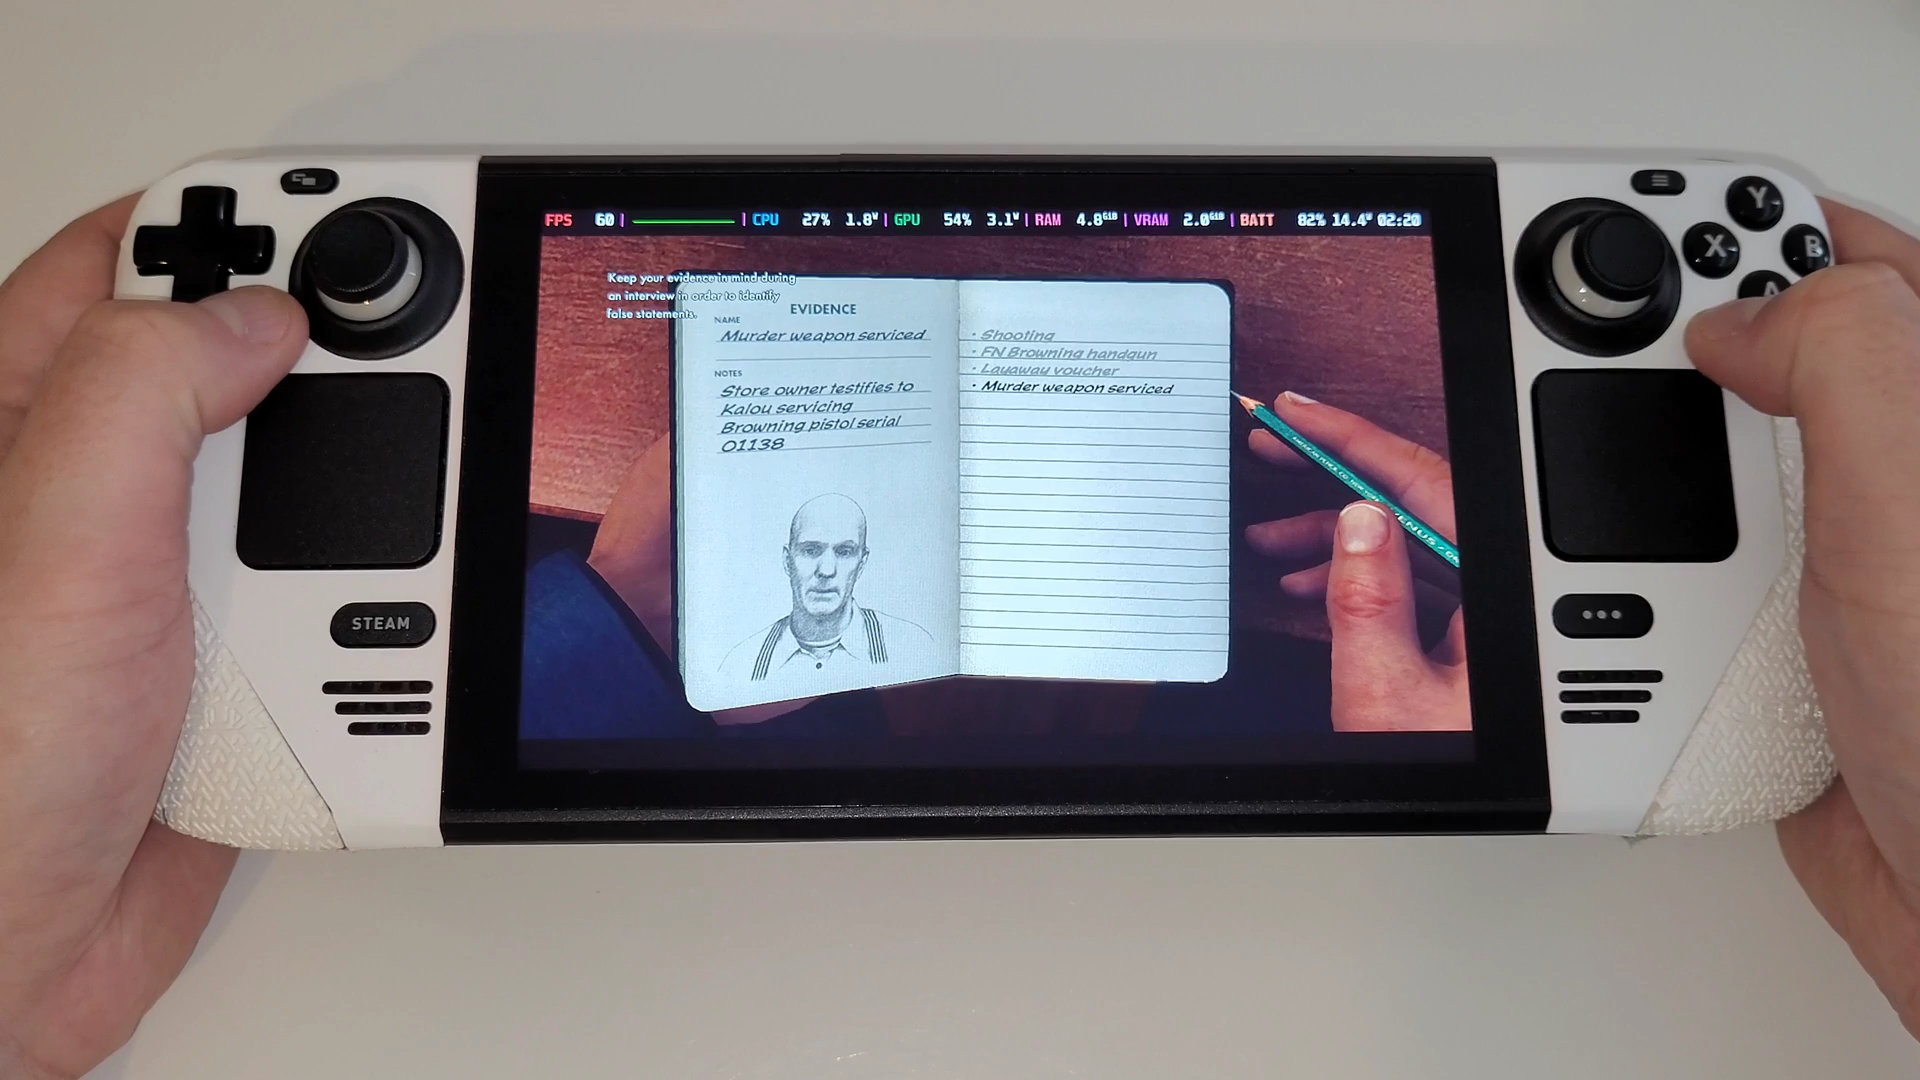 FPS 60 | | CPU 27% 1.8W | GPU 54% 3.1W | RAM 4.8GiB | VRAM 2.0GiB | BATT 82% 14.4W 02:20
Keep your evidence in mind during
an interview in order to identify
false statements.
EVIDENCE
NAME
Murder weapon serviced
NOTES
Store owner testifies to
Kalou servicing
Browning pistol serial
01138
· Shooting
· FN Browning handgun
· Layaway voucher
· Murder weapon serviced
VENUS
STEAM
Y
X
B
A